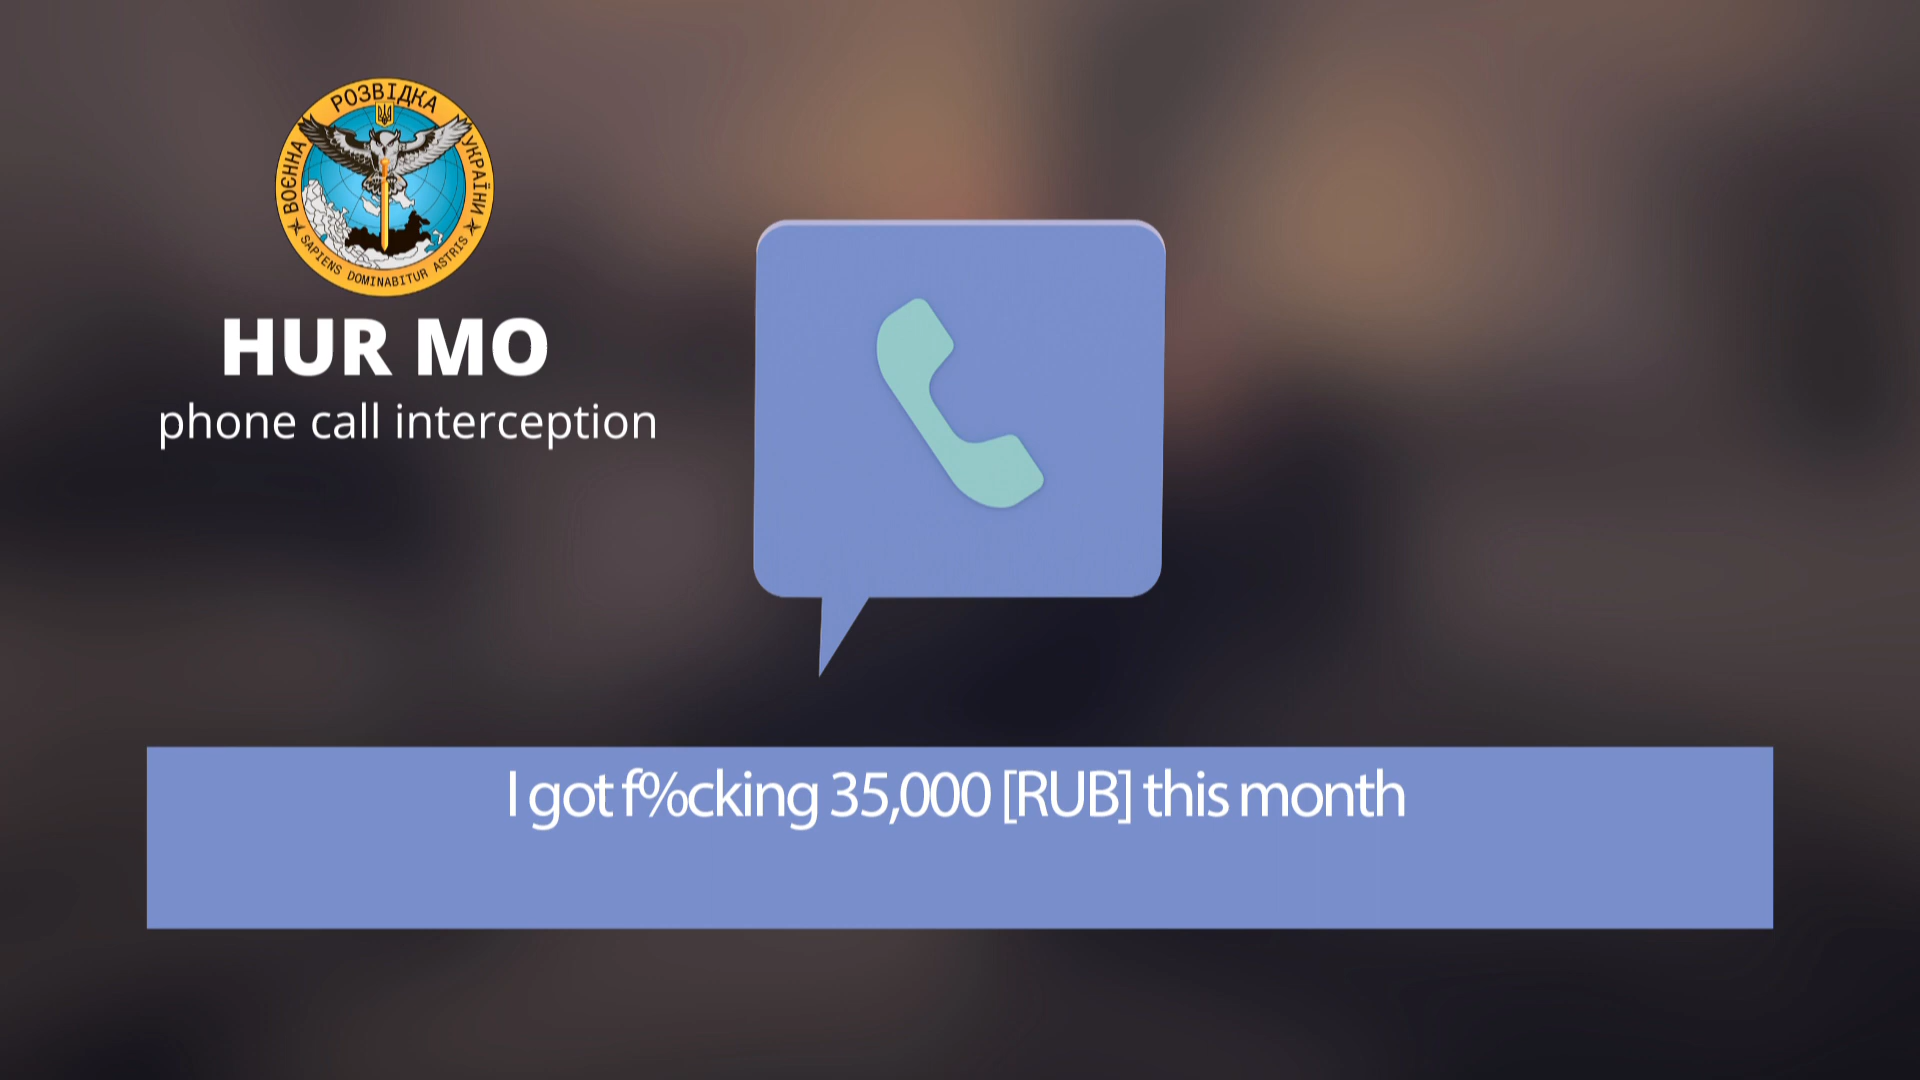 РОЗВІДКА
ВОЄННА
УКРАЇНИ
SAPIENS DOMINABITUR ASTRIS
HUR MO
phone call interception
I got f%cking 35,000 [RUB] this month